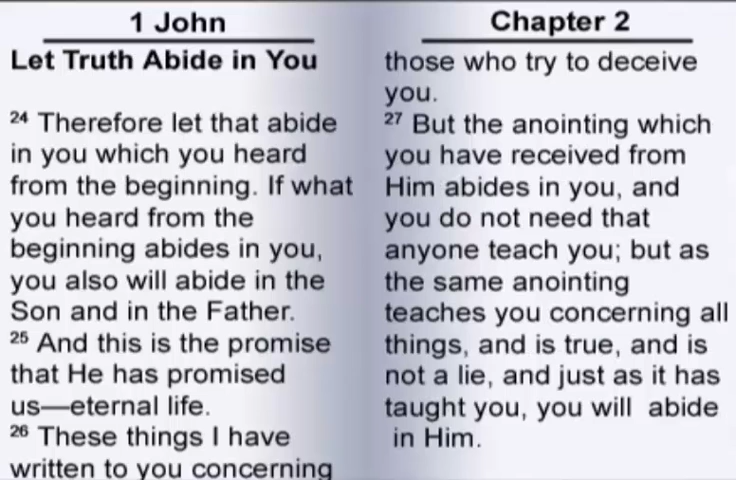 1 John
Let Truth Abide in You
24 Therefore let that abide
in you which you heard
from the beginning. If what
you heard from the
beginning abides in you,
you also will abide in the
Son and in the Father.
25 And this is the promise
that He has promised
us—eternal life.
26 These things I have
written to you concerning
Chapter 2
those who try to deceive
you.
27 But the anointing which
you have received from
Him abides in you, and
you do not need that
anyone teach you; but as
the same anointing
teaches you concerning all
things, and is true, and is
not a lie, and just as it has
taught you, you will abide
in Him.